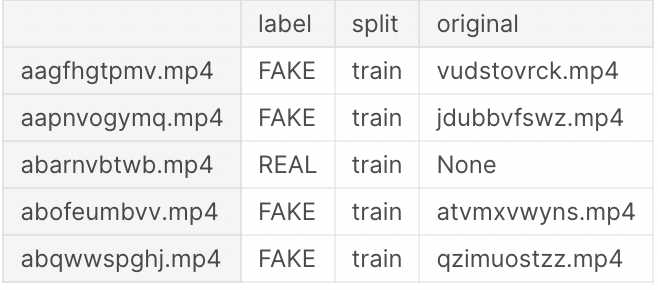 label split original
aagfhgtpmv.mp4 FAKE train vudstovrck.mp4
aapnvogymq.mp4 FAKE train jdubbvfswz.mp4
abarnvbtwb.mp4 REAL train None
abofeumbvv.mp4 FAKE train atvmxvwyns.mp4
abqwwspghj.mp4 FAKE train qzimuostzz.mp4